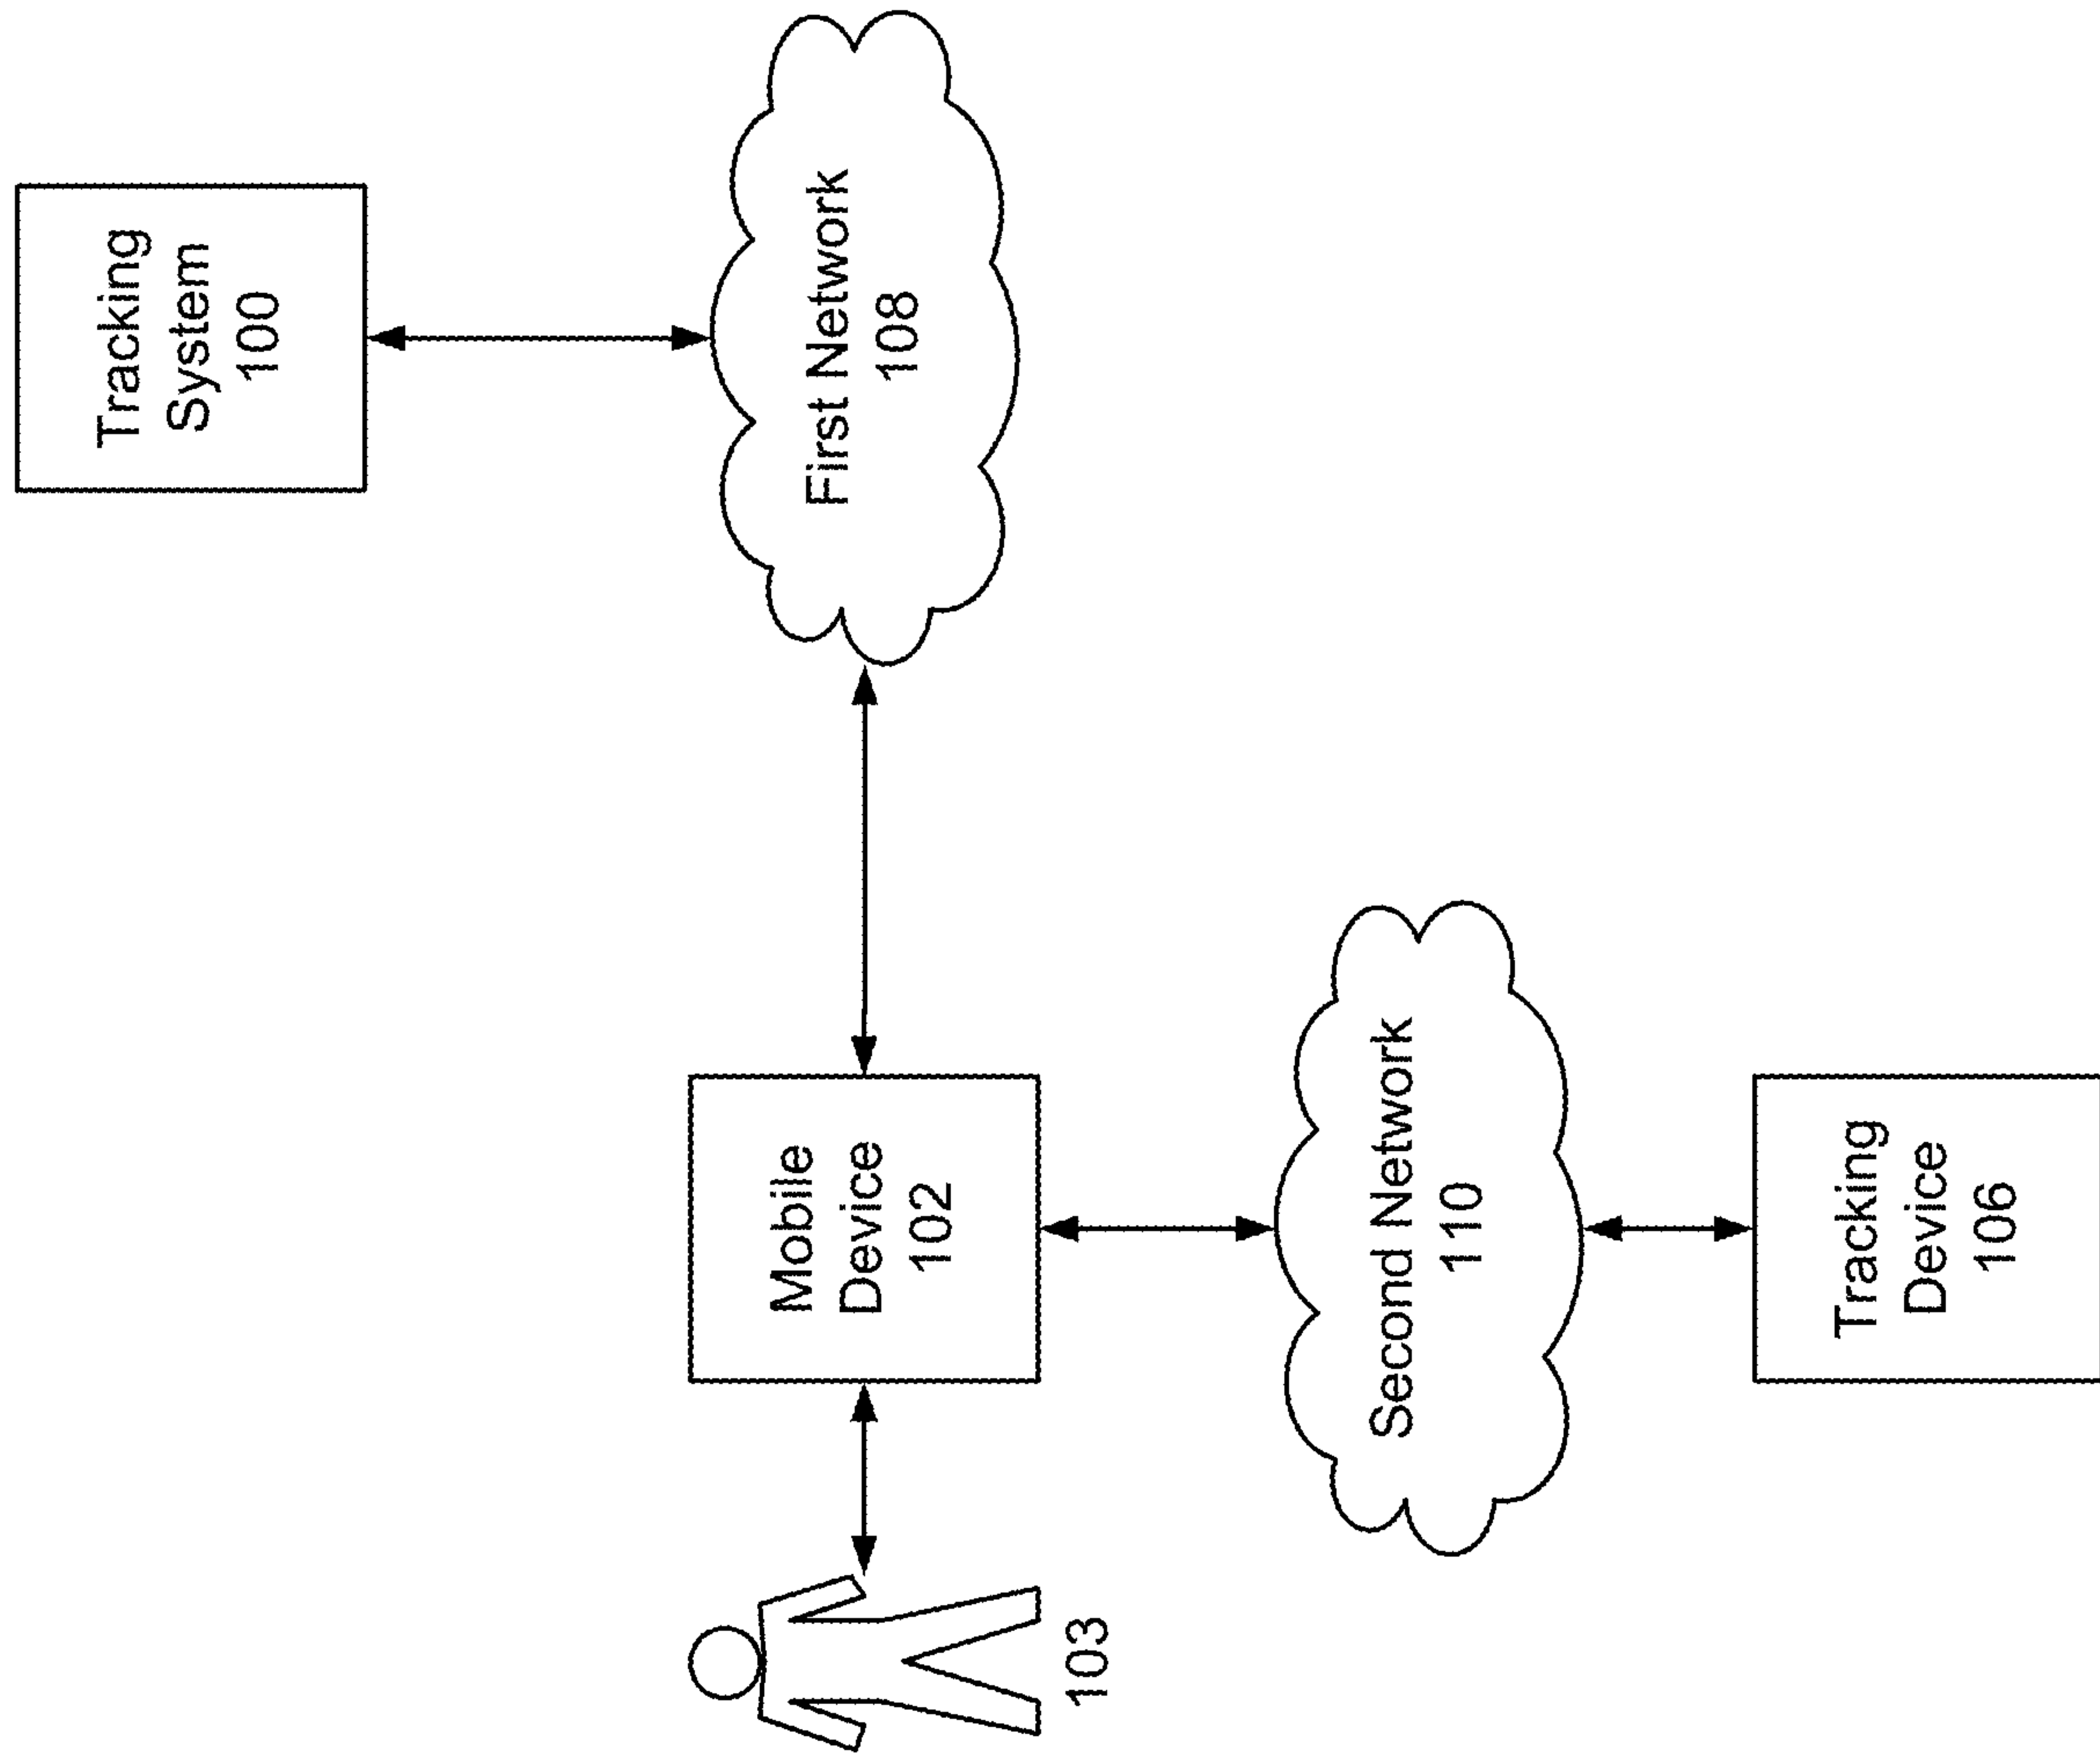 Tracking
System
100
First Network
108
Mobile
Device
102
103
Second Network
110
Tracking
Device
106